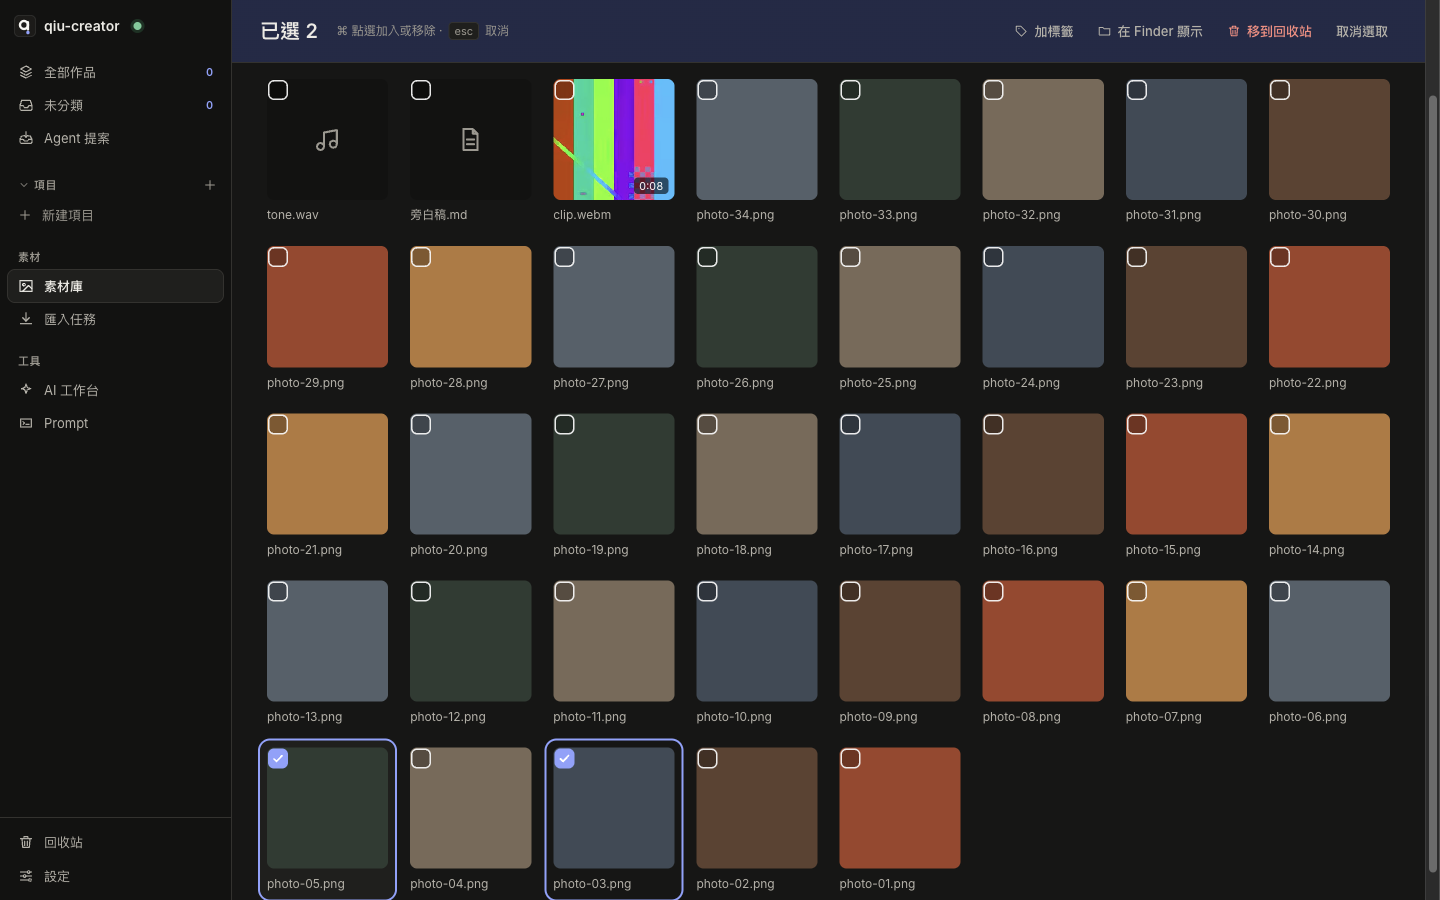 qiu-creator
全部作品 0
未分類 0
Agent 提案
項目
新建項目
素材
素材庫
匯入任務
工具
AI 工作台
Prompt
回收站
設定
已選 2 ⌘ 點選加入或移除 · esc 取消 加標籤 在 Finder 顯示 移到回收站 取消選取
0:08
tone.wav 旁白稿.md clip.webm photo-34.png photo-33.png photo-32.png photo-31.png photo-30.png
photo-29.png photo-28.png photo-27.png photo-26.png photo-25.png photo-24.png photo-23.png photo-22.png
photo-21.png photo-20.png photo-19.png photo-18.png photo-17.png photo-16.png photo-15.png photo-14.png
photo-13.png photo-12.png photo-11.png photo-10.png photo-09.png photo-08.png photo-07.png photo-06.png
photo-05.png photo-04.png photo-03.png photo-02.png photo-01.png